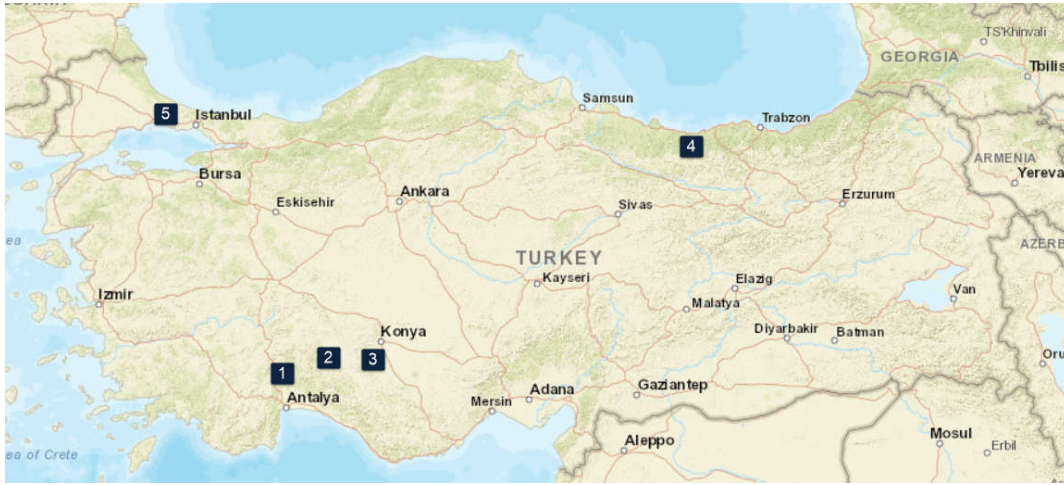 TS'Khinvali
GEORGIA
Tbilis
Samsun
5
Istanbul
Trabzon
4
ARMENIA
Yereva
Bursa
Ankara
Erzurum
Eskisehir
Sivas
ea
AZERB
TURKEY
Kayseri
Elazig
Izmir
Malatya
Van
Konya
Diyarbakir
Batman
2
3
Oru
1
Antalya
Adana
Gaziantep
Mersin
Aleppo
Mosul
Erbil
ea of Crete